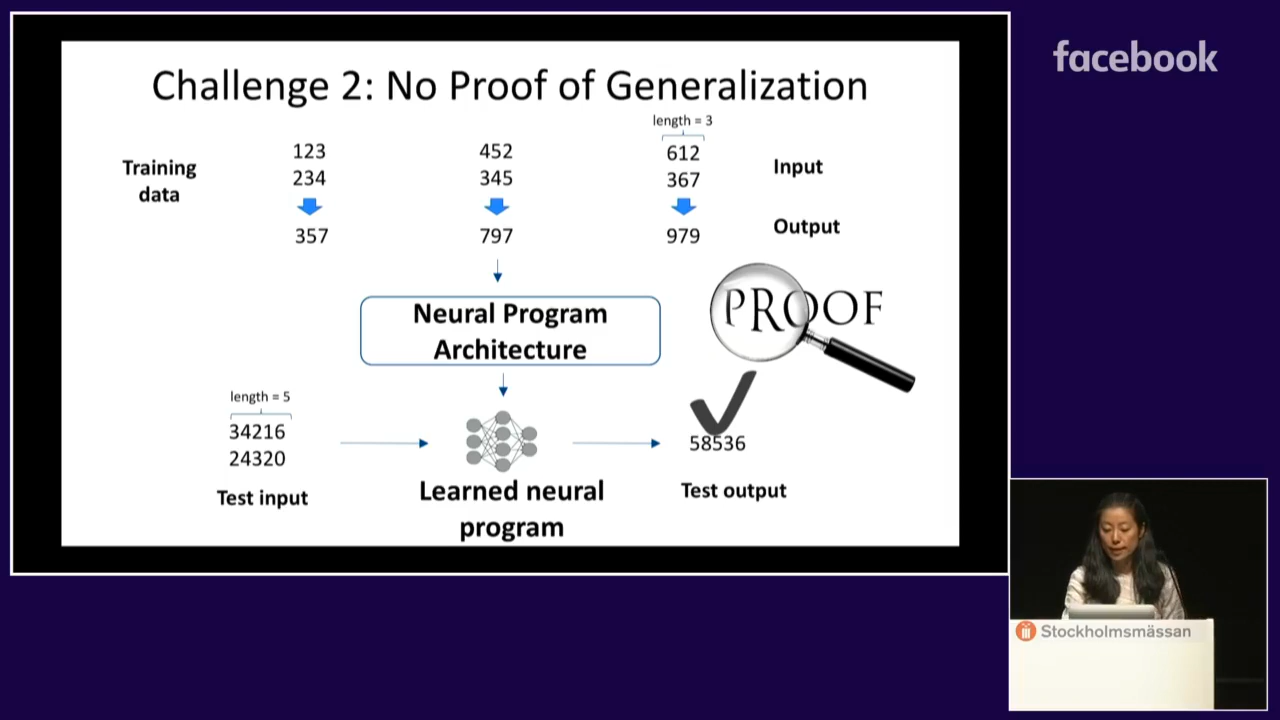 facebook
Challenge 2: No Proof of Generalization
length = 3
Training
data
123
234
357
452
345
797
612
367
979
Input
Output
Neural Program
Architecture
PROOF
length = 5
34216
24320
Test input
58536
Learned neural
program
Test output
Stockholmsmässan